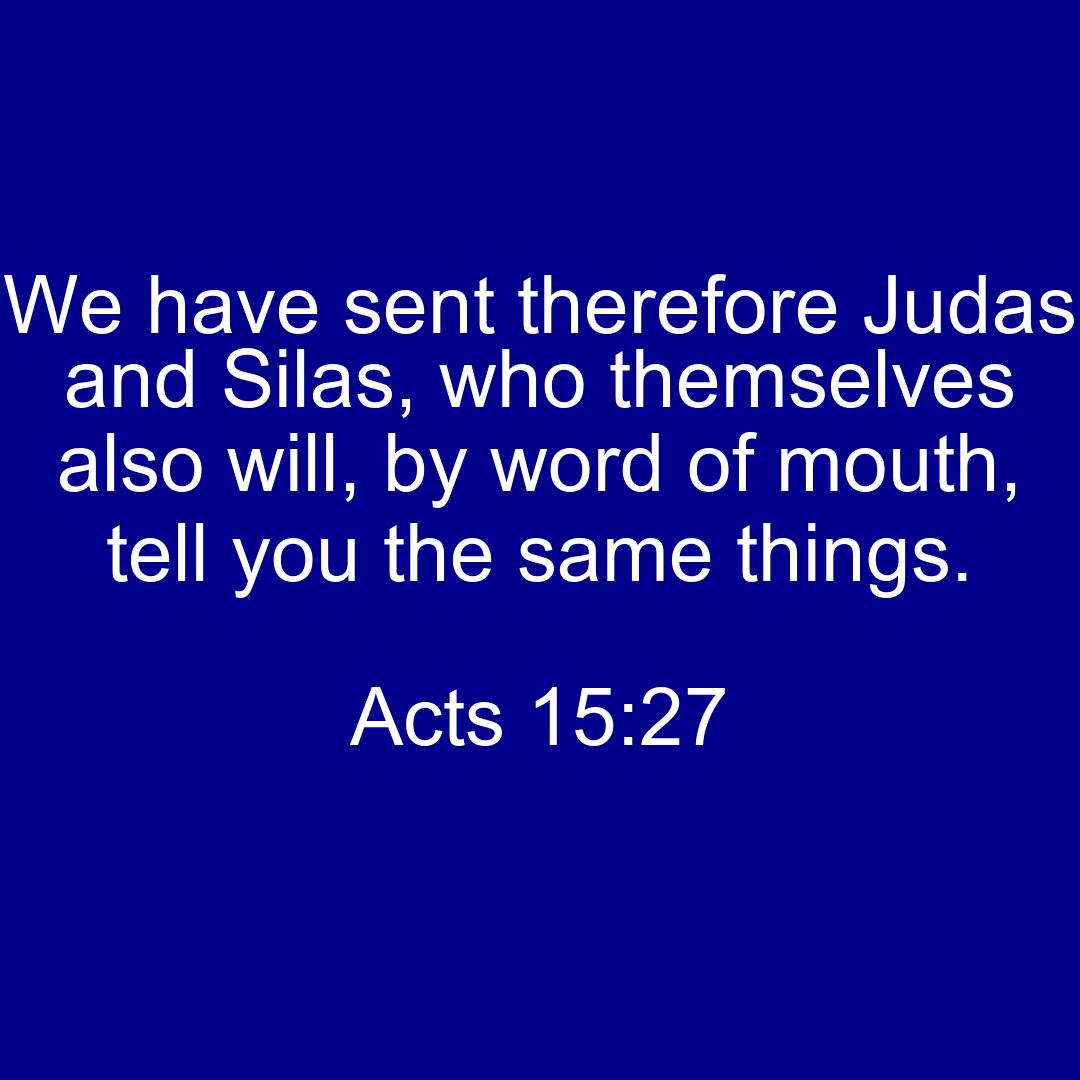 We have sent therefore Judas
and Silas, who themselves
also will, by word of mouth,
tell you the same things.
Acts 15:27